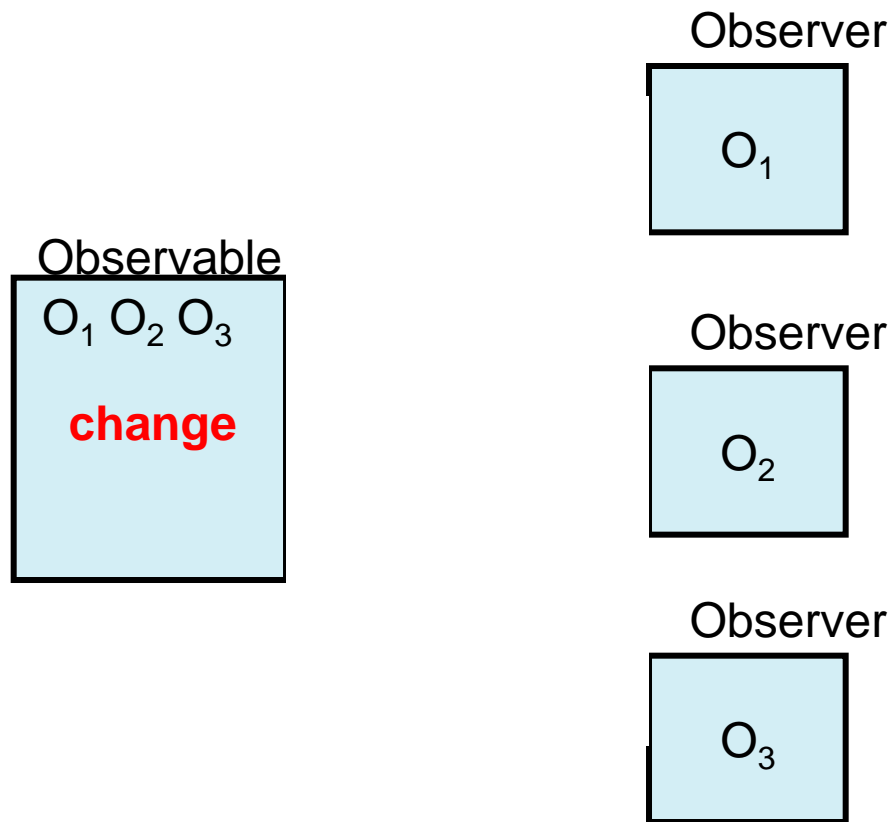 Observer
O₁
Observable
O₁ O₂ O₃
change
Observer
O₂
Observer
O₃